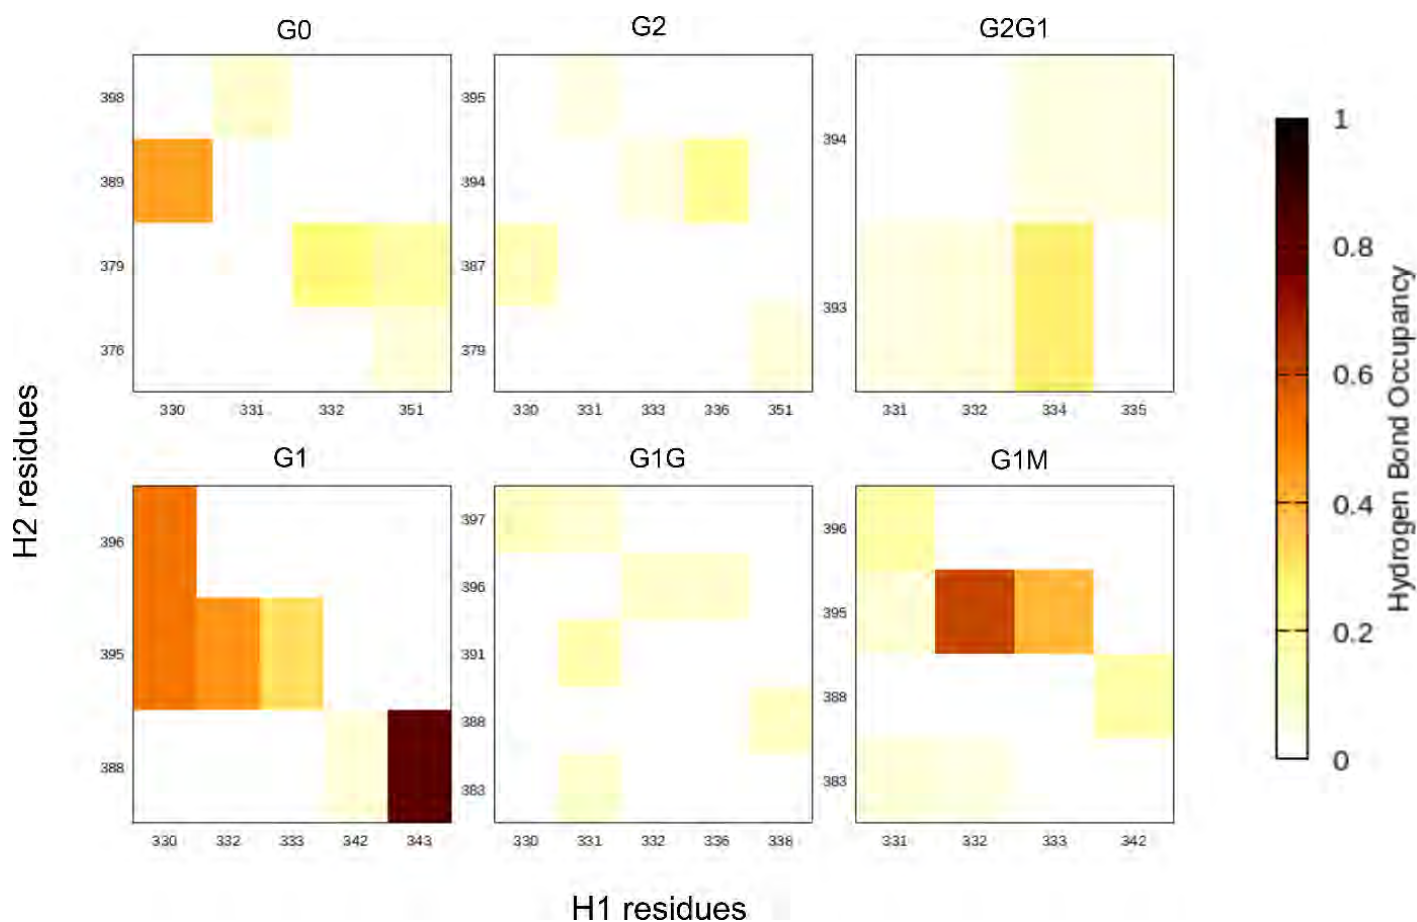 G0 G2 G2G1
398 389 379 376
330 331 332 351
395 394 387 379
330 331 333 336 351
394 393
331 332 334 335
G1 G1G G1M
396 395 388
330 332 333 342 343
397 396 391 388 383
330 331 332 336 338
396 395 388 383
331 332 333 342
H2 residues
H1 residues
1
0.8
0.6
0.4
0.2
0
Hydrogen Bond Occupancy